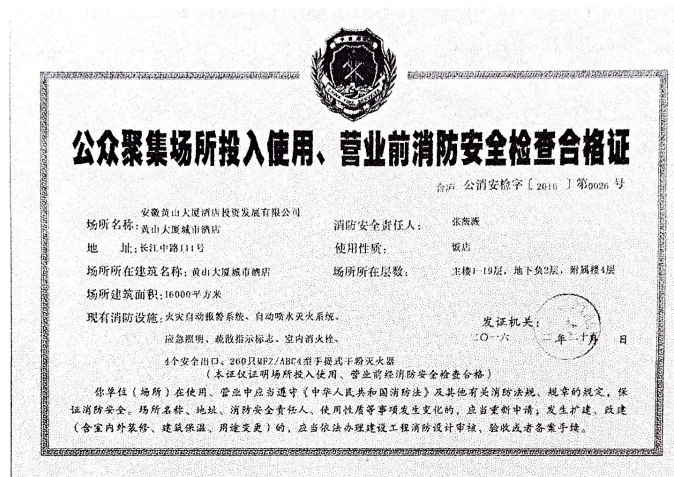 公众聚集场所投入使用、营业前消防安全检查合格证
公消安检字〔2016〕第0026 号
安徽黄山大厦酒店投资发展有限公司
场所名称:黄山大厦城市酒店
消防安全责任人:张薇薇
地 址:长江中路111号
使用性质:饭店
场所所在建筑名称:黄山大厦城市酒店
场所所在层数:主楼1-19层,地下负2层,附属楼4层
场所建筑面积:16000平方米
现有消防设施:火灾自动报警系统、自动喷水灭火系统、
应急照明、疏散指示标志、室内消火栓、
4个安全出口、260只MFZ/ABC4型手提式干粉灭火器
发证机关:
二〇一六 年 二 月 二十 日
(本证仅证明场所投入使用、营业前经消防安全检查合格)
你单位(场所)在使用、营业中应当遵守《中华人民共和国消防法》及其他有关消防法规、规章的规定,保
证消防安全。场所名称、地址、消防安全责任人、使用性质等事项发生变化的,应当重新申请;发生扩建、改建
(含室内外装修、建筑保温、用途变更)的,应当依法办理建设工程消防设计审核、验收或者备案手续。